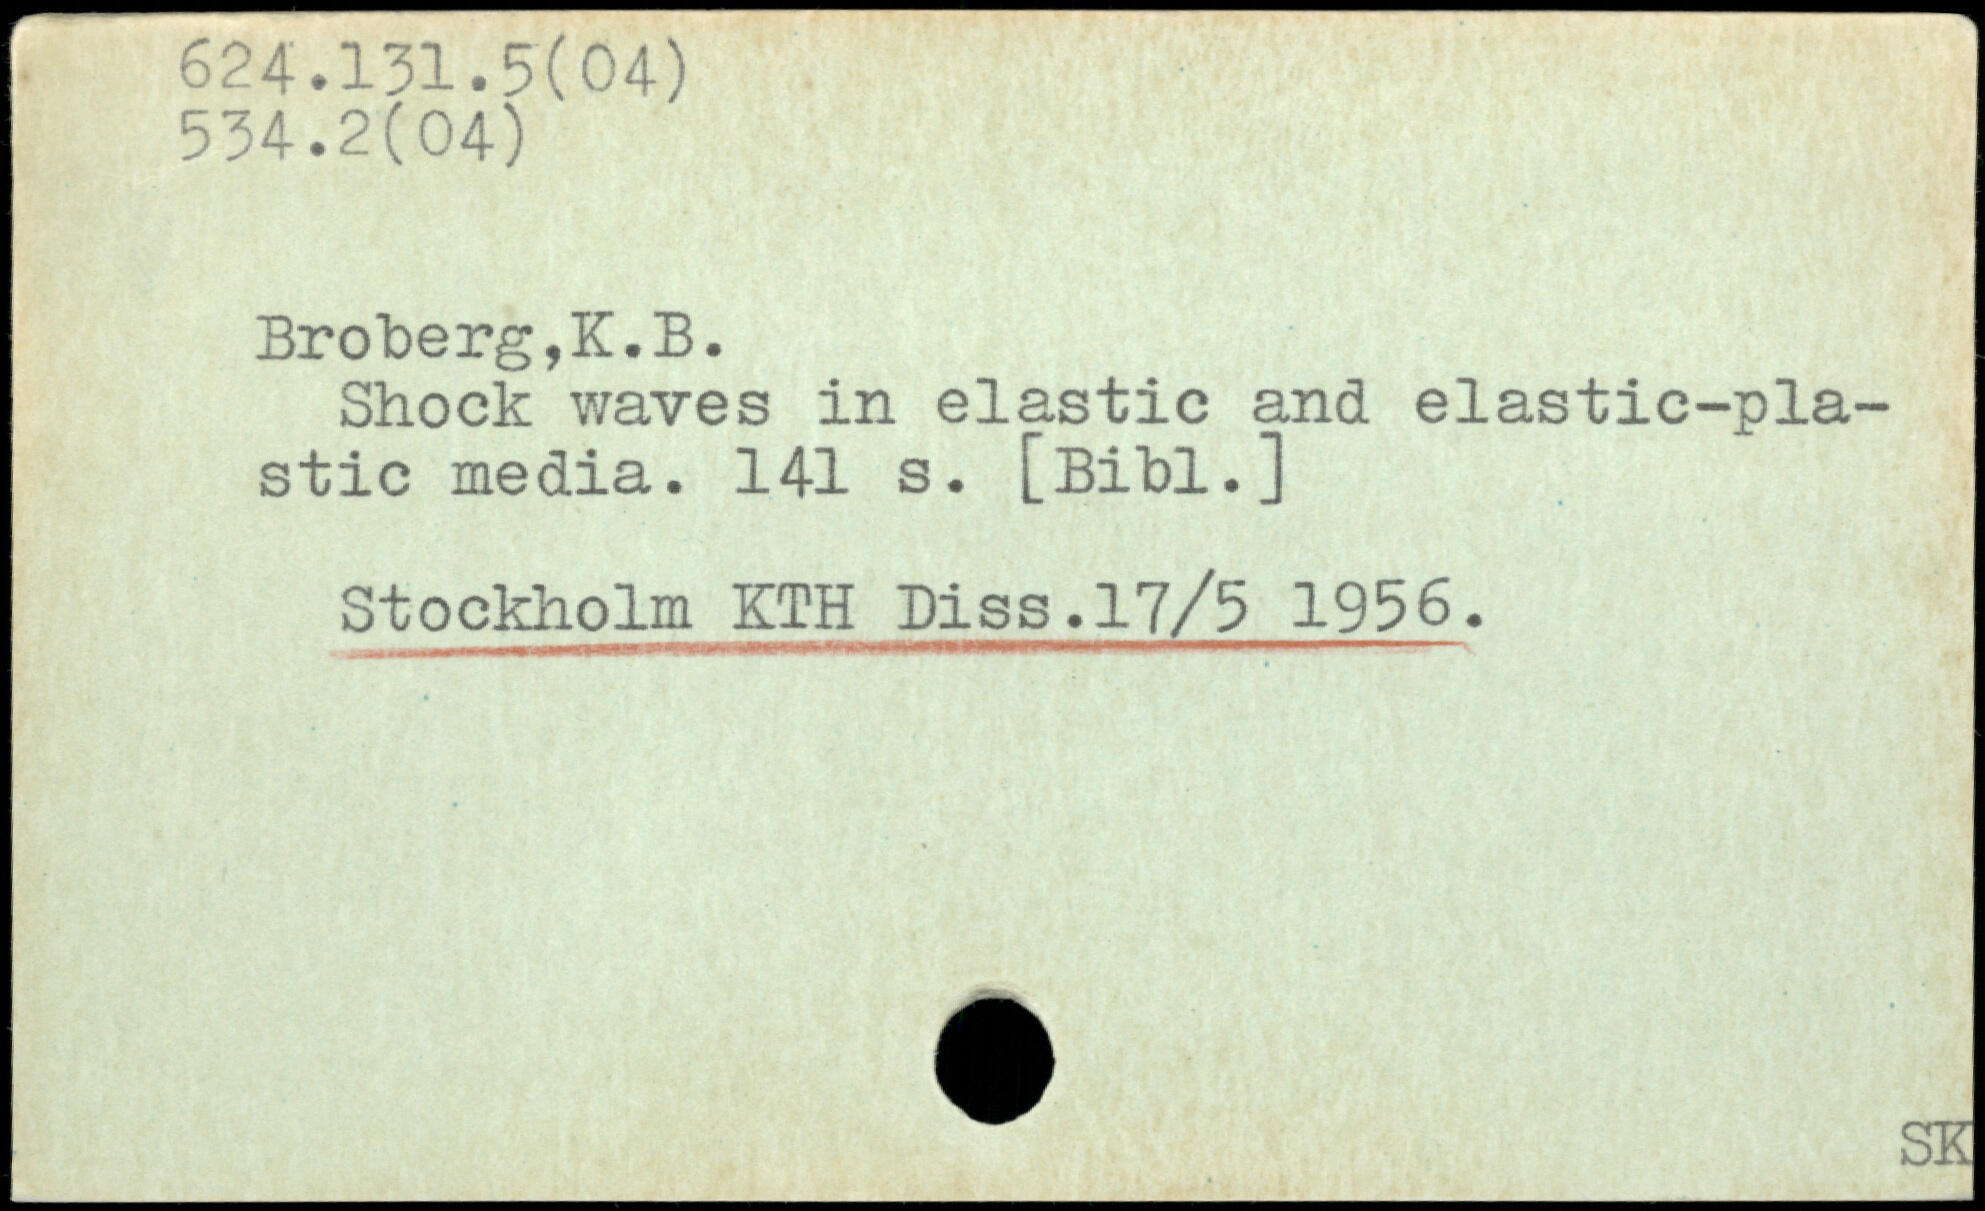 624.131.5(04)
534.2(04)
Broberg,K.B.
Shock waves in elastic and elastic-pla-
stic media. 141 s. [Bibl.]
Stockholm KTH Diss.17/5 1956.
SK